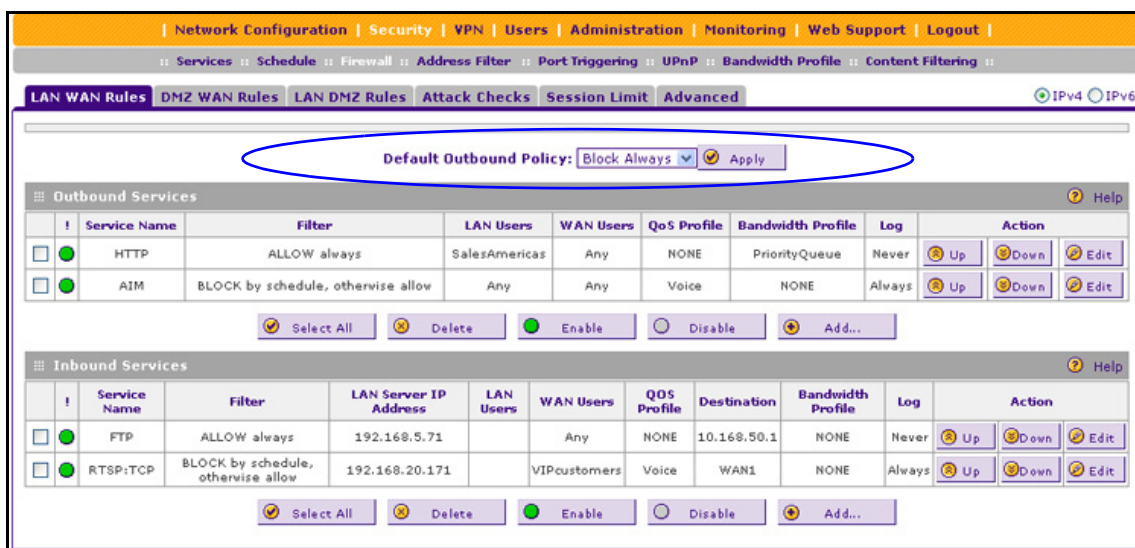 | Network Configuration | Security | VPN | Users | Administration | Monitoring | Web Support | Logout |
:: Services :: Schedule :: Firewall :: Address Filter :: Port Triggering :: UPnP :: Bandwidth Profile :: Content Filtering ::
LAN WAN Rules DMZ WAN Rules LAN DMZ Rules Attack Checks Session Limit Advanced IPv4 IPv6
Default Outbound Policy: Block Always Apply
Outbound Services ? Help
! Service Name Filter LAN Users WAN Users QoS Profile Bandwidth Profile Log Action
HTTP ALLOW always SalesAmericas Any NONE PriorityQueue Never Up Down Edit
AIM BLOCK by schedule, otherwise allow Any Any Voice NONE Always Up Down Edit
Select All Delete Enable Disable Add...
Inbound Services ? Help
! Service Name Filter LAN Server IP Address LAN Users WAN Users QOS Profile Destination Bandwidth Profile Log Action
FTP ALLOW always 192.168.5.71 Any NONE 10.168.50.1 NONE Never Up Down Edit
RTSP:TCP BLOCK by schedule, otherwise allow 192.168.20.171 VIPcustomers Voice WAN1 NONE Always Up Down Edit
Select All Delete Enable Disable Add...